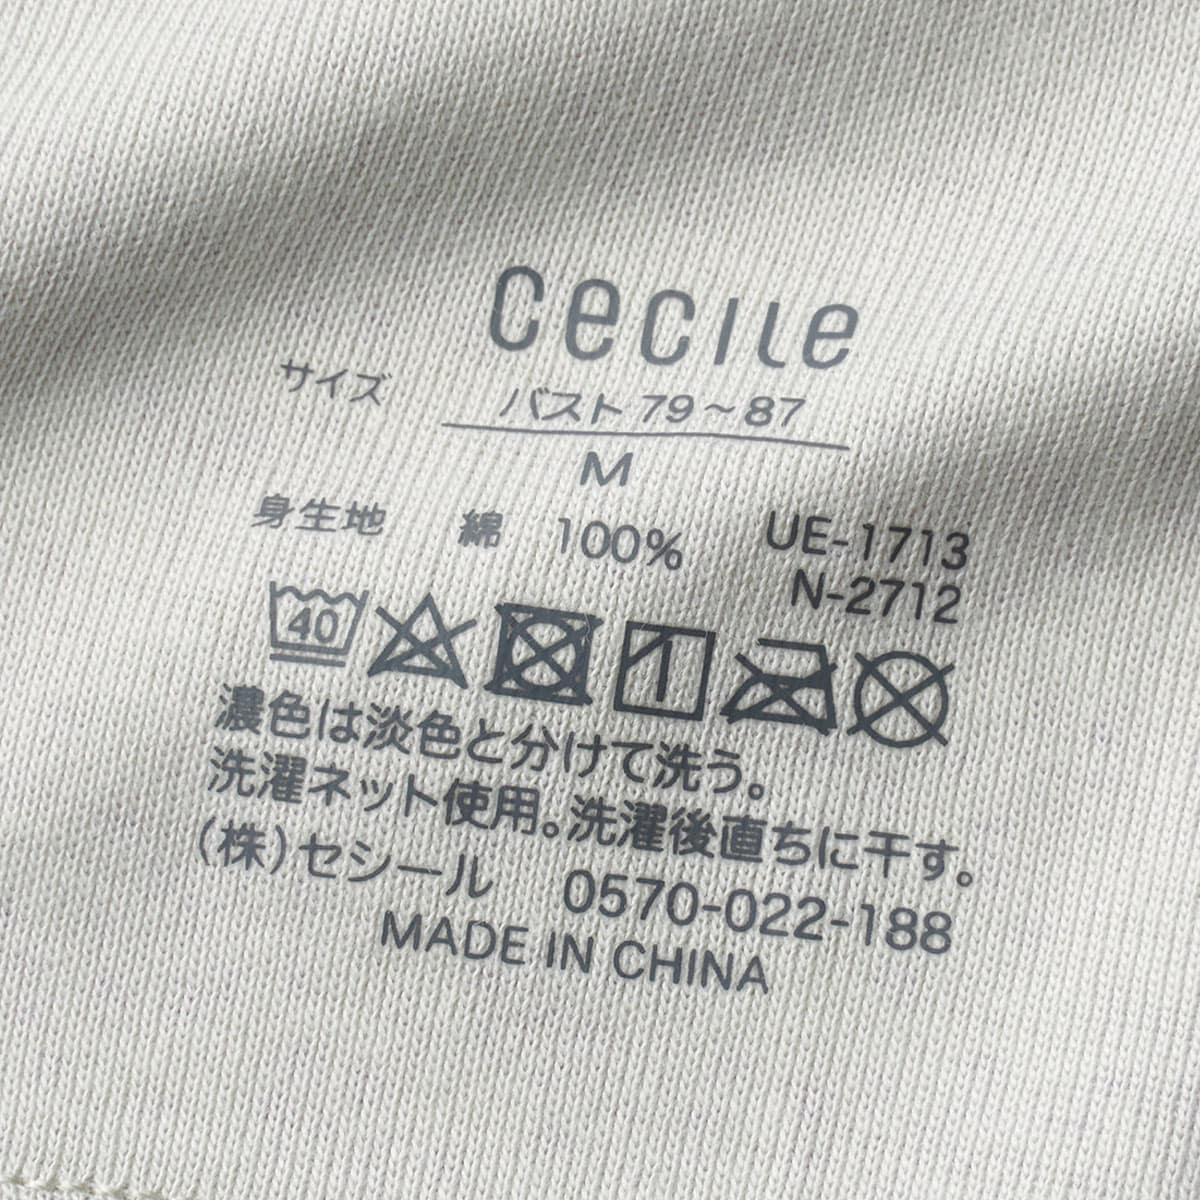 cecile
サイズ バスト 79～87
M
身生地 綿 100% UE-1713
N-2712
40
濃色は淡色と分けて洗う。
洗濯ネット使用。洗濯後直ちに干す。
(株)セシール 0570-022-188
MADE IN CHINA